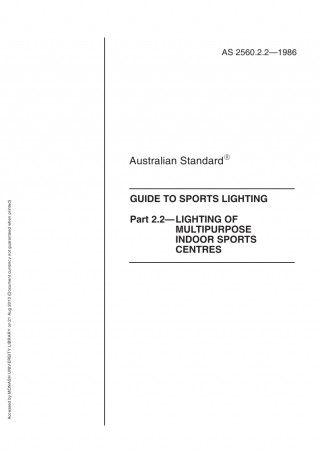 AS 2560.2.2—1986
Australian Standard®
GUIDE TO SPORTS LIGHTING
Part 2.2—LIGHTING OF
MULTIPURPOSE
INDOOR SPORTS
CENTRES
Accessed by MONASH UNIVERSITY LIBRARY on 21 Aug 2013 (Document currency not guaranteed when printed)